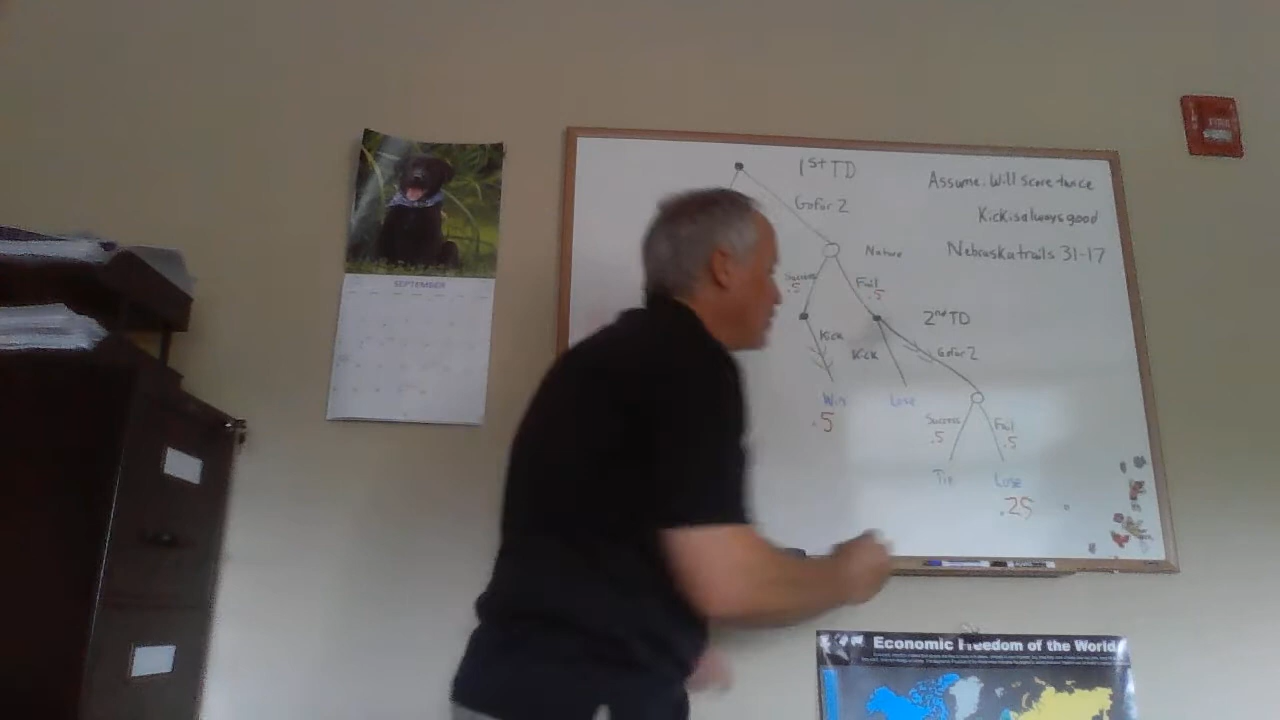 1st TD
Assume: Will score twice
Go for 2
Kick is always good
Nature
Nebraska trails 31-17
SEPTEMBER
Success
.5
Fail
.5
2nd TD
Kick
Kick
Go for 2
Win
.5
Lose
Success
.5
Fail
.5
Tie
Lose
.25
FIRE
Economic Freedom of the World